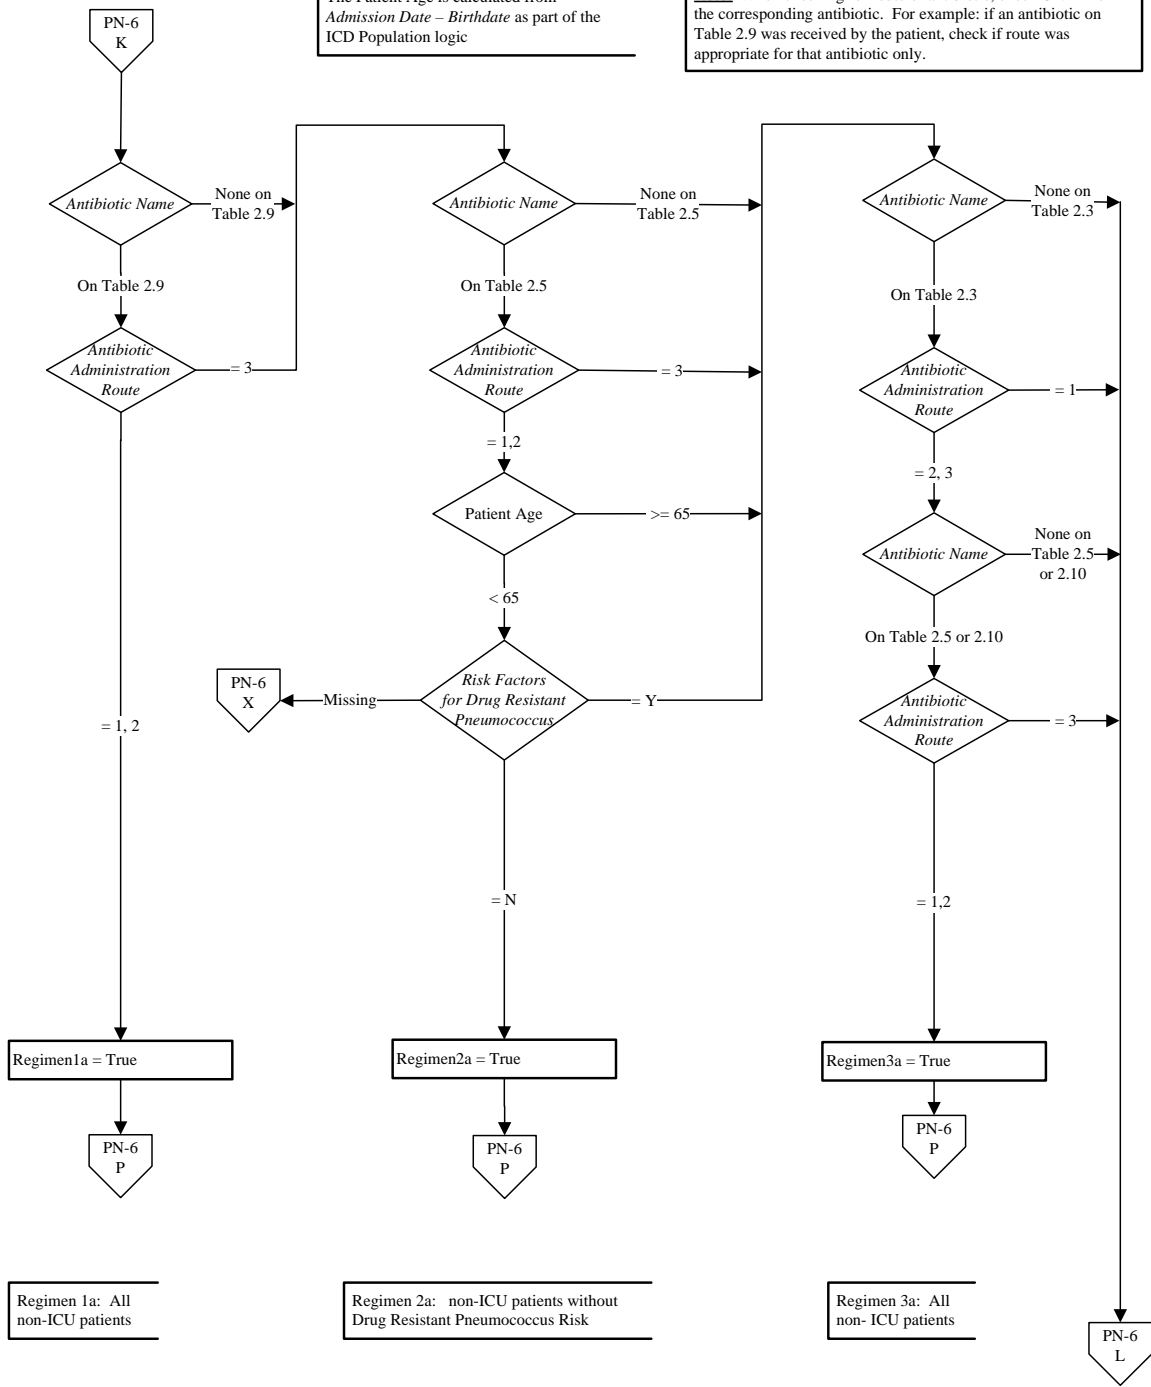 The Patient Age is calculated from
Admission Date – Birthdate as part of the
ICD Population logic
the corresponding antibiotic. For example: if an antibiotic on
Table 2.9 was received by the patient, check if route was
appropriate for that antibiotic only.
PN-6
K
Antibiotic Name
None on
Table 2.9
On Table 2.9
Antibiotic
Administration
Route
= 3
= 1, 2
Regimen1a = True
PN-6
P
Antibiotic Name
None on
Table 2.5
On Table 2.5
Antibiotic
Administration
Route
= 3
= 1,2
Patient Age
>= 65
< 65
Risk Factors
for Drug Resistant
Pneumococcus
Missing
PN-6
X
= Y
= N
Regimen2a = True
PN-6
P
Antibiotic Name
None on
Table 2.3
On Table 2.3
Antibiotic
Administration
Route
= 1
= 2, 3
Antibiotic Name
None on
Table 2.5
or 2.10
On Table 2.5 or 2.10
Antibiotic
Administration
Route
= 3
= 1,2
Regimen3a = True
PN-6
P
Regimen 1a: All
non-ICU patients
Regimen 2a: non-ICU patients without
Drug Resistant Pneumococcus Risk
Regimen 3a: All
non- ICU patients
PN-6
L